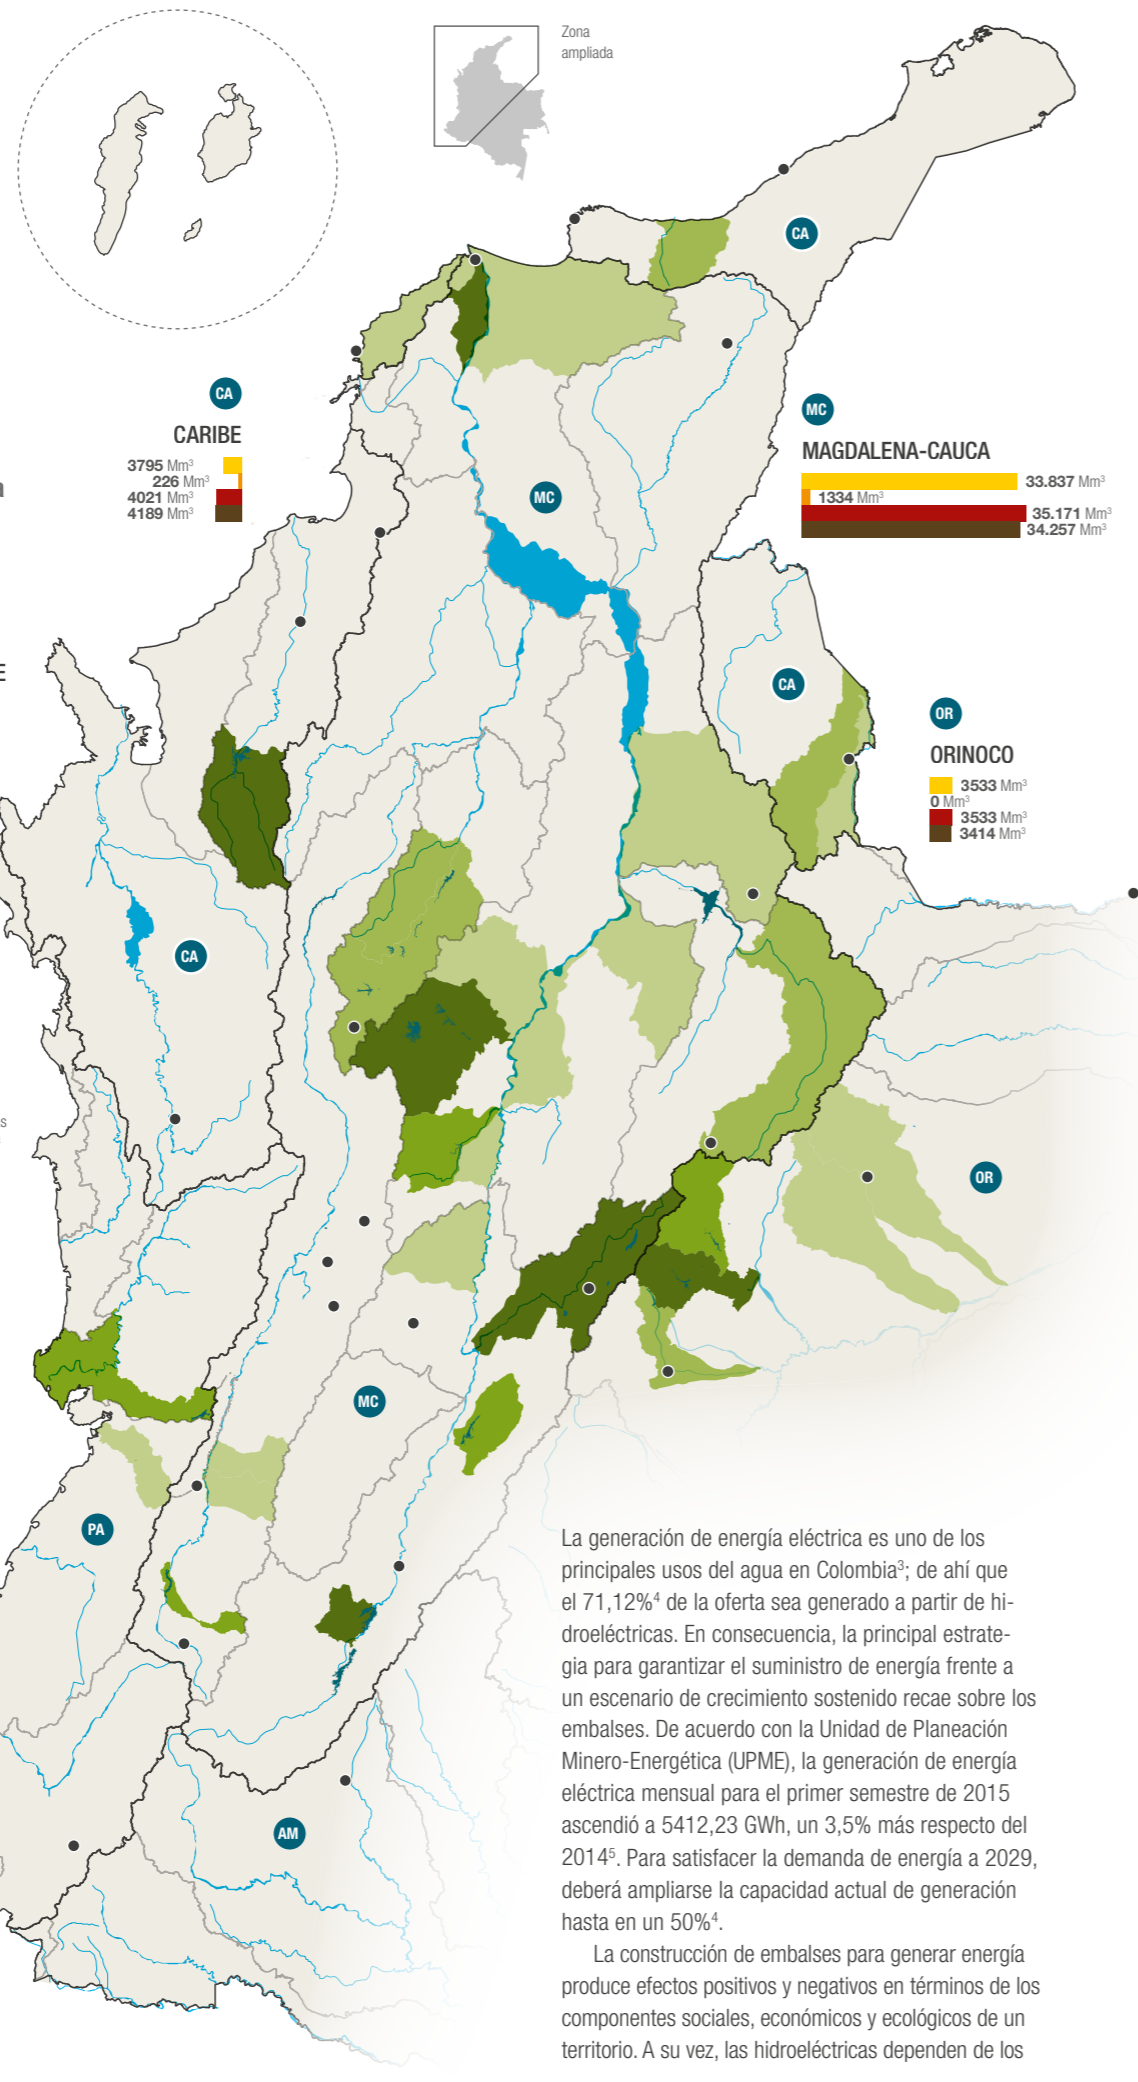 Zona
ampliada
CA
CA
CARIBE
3795 Mm³
226 Mm³
4021 Mm³
4189 Mm³
MC
MAGDALENA-CAUCA
33.837 Mm³
1334 Mm³
35.171 Mm³
34.257 Mm³
MC
CA
OR
ORINOCO
3533 Mm³
0 Mm³
3533 Mm³
3414 Mm³
CA
OR
MC
PA
AM
La generación de energía eléctrica es uno de los
principales usos del agua en Colombia³; de ahí que
el 71,12%⁴ de la oferta sea generado a partir de hi-
droeléctricas. En consecuencia, la principal estrate-
gia para garantizar el suministro de energía frente a
un escenario de crecimiento sostenido recae sobre los
embalses. De acuerdo con la Unidad de Planeación
Minero-Energética (UPME), la generación de energía
eléctrica mensual para el primer semestre de 2015
ascendió a 5412,23 GWh, un 3,5% más respecto del
2014⁵. Para satisfacer la demanda de energía a 2029,
deberá ampliarse la capacidad actual de generación
hasta en un 50%⁴.
La construcción de embalses para generar energía
produce efectos positivos y negativos en términos de los
componentes sociales, económicos y ecológicos de un
territorio. A su vez, las hidroeléctricas dependen de los